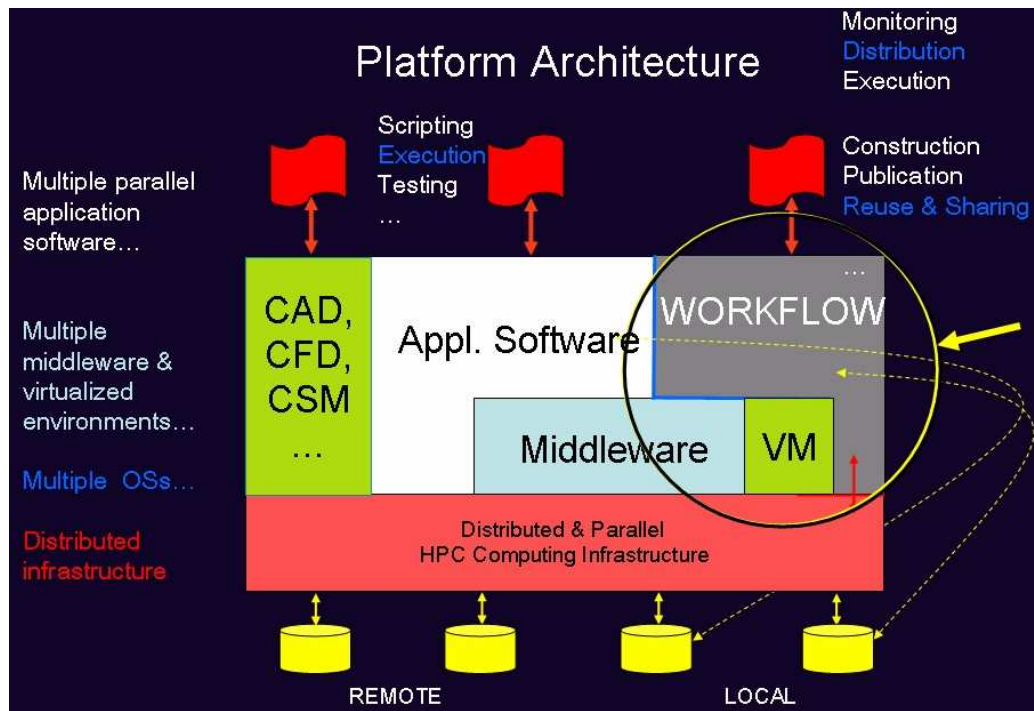 Platform Architecture
Monitoring
Distribution
Execution
Scripting
Execution
Testing
…
Construction
Publication
Reuse & Sharing
…
Multiple parallel
application
software…
Multiple
middleware &
virtualized
environments…
Multiple OSs…
Distributed
infrastructure
CAD,
CFD,
CSM
…
Appl. Software
WORKFLOW
Middleware
VM
Distributed & Parallel
HPC Computing Infrastructure
REMOTE
LOCAL